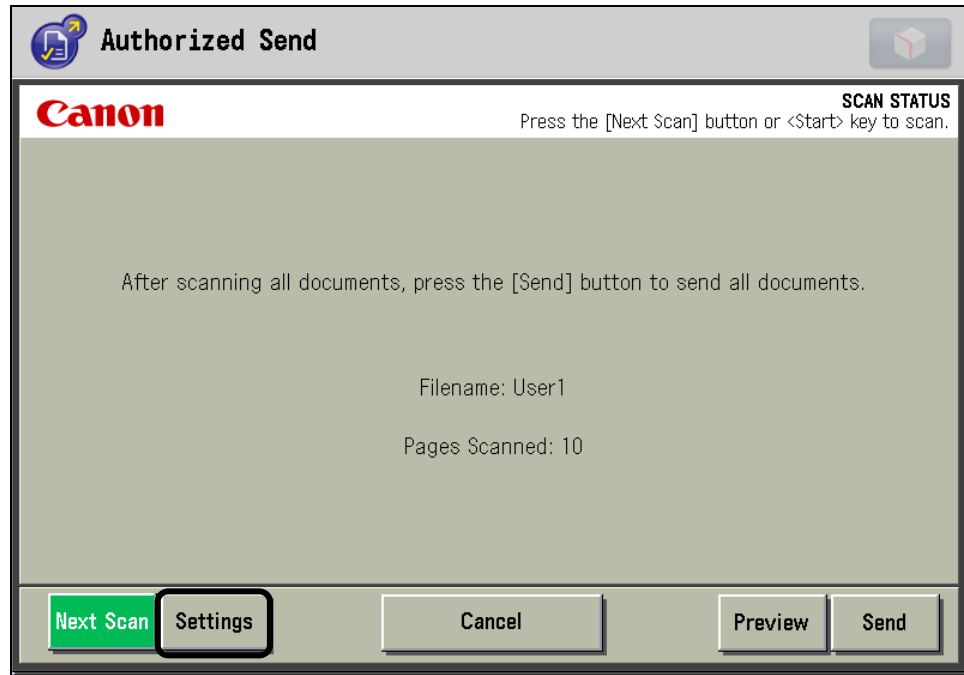 Authorized Send
Canon
SCAN STATUS
Press the [Next Scan] button or <Start> key to scan.
After scanning all documents, press the [Send] button to send all documents.
Filename: User1
Pages Scanned: 10
Next Scan
Settings
Cancel
Preview
Send